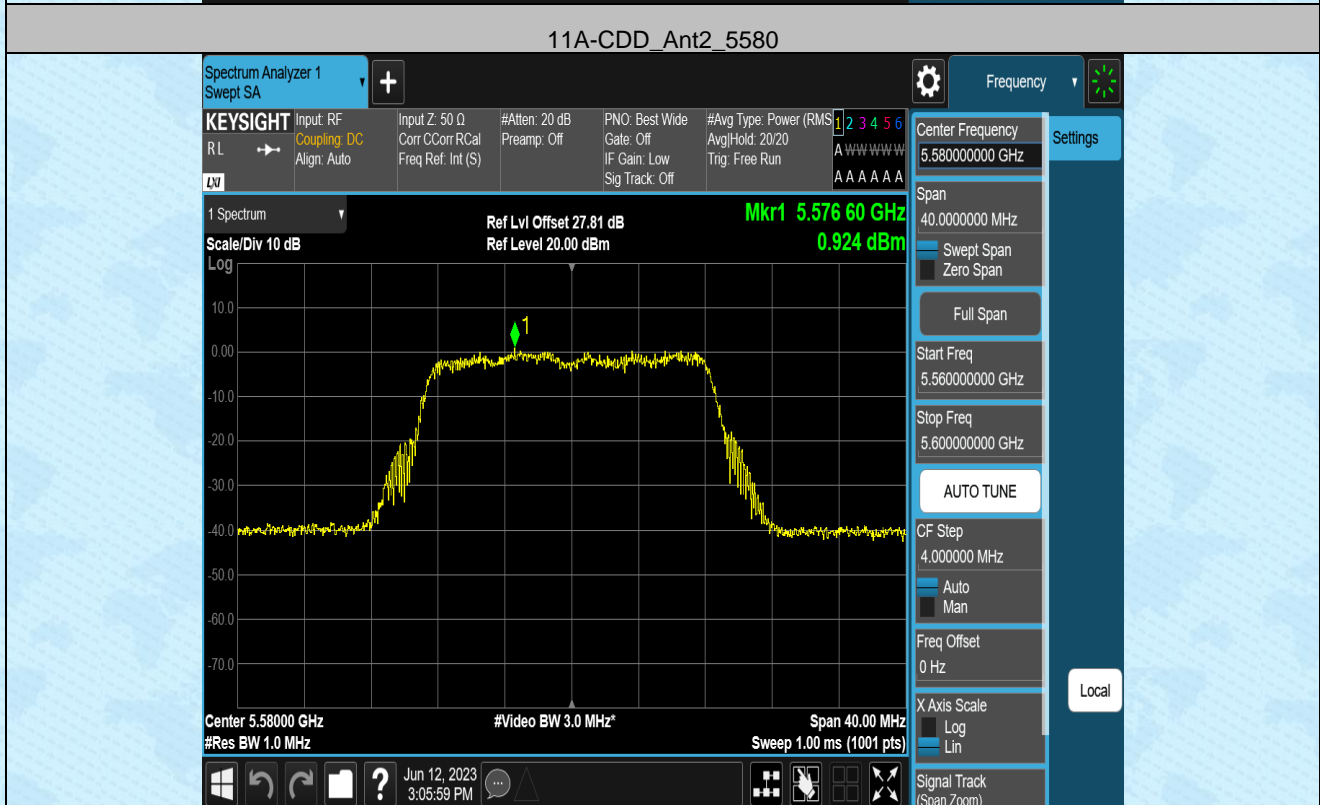 11A-CDD_Ant2_5580
Spectrum Analyzer 1
Swept SA
+
Frequency
KEYSIGHT
RL
LXI
Input: RF
Coupling: DC
Align: Auto
Input Z: 50 Ω
Corr CCorr RCal
Freq Ref: Int (S)
#Atten: 20 dB
Preamp: Off
PNO: Best Wide
Gate: Off
IF Gain: Low
Sig Track: Off
#Avg Type: Power (RMS
Avg|Hold: 20/20
Trig: Free Run
1 2 3 4 5 6
A W W W W W
A A A A A A
1 Spectrum
Scale/Div 10 dB
Log
Ref Lvl Offset 27.81 dB
Ref Level 20.00 dBm
Mkr1 5.576 60 GHz
0.924 dBm
1
10.0
0.00
-10.0
-20.0
-30.0
-40.0
-50.0
-60.0
-70.0
Center 5.58000 GHz
#Res BW 1.0 MHz
#Video BW 3.0 MHz*
Span 40.00 MHz
Sweep 1.00 ms (1001 pts)
Center Frequency
5.580000000 GHz
Span
40.0000000 MHz
Swept Span
Zero Span
Full Span
Start Freq
5.560000000 GHz
Stop Freq
5.600000000 GHz
AUTO TUNE
CF Step
4.000000 MHz
Auto
Man
Freq Offset
0 Hz
X Axis Scale
Log
Lin
Signal Track
(Span Zoom)
Settings
Local
?
Jun 12, 2023
3:05:59 PM